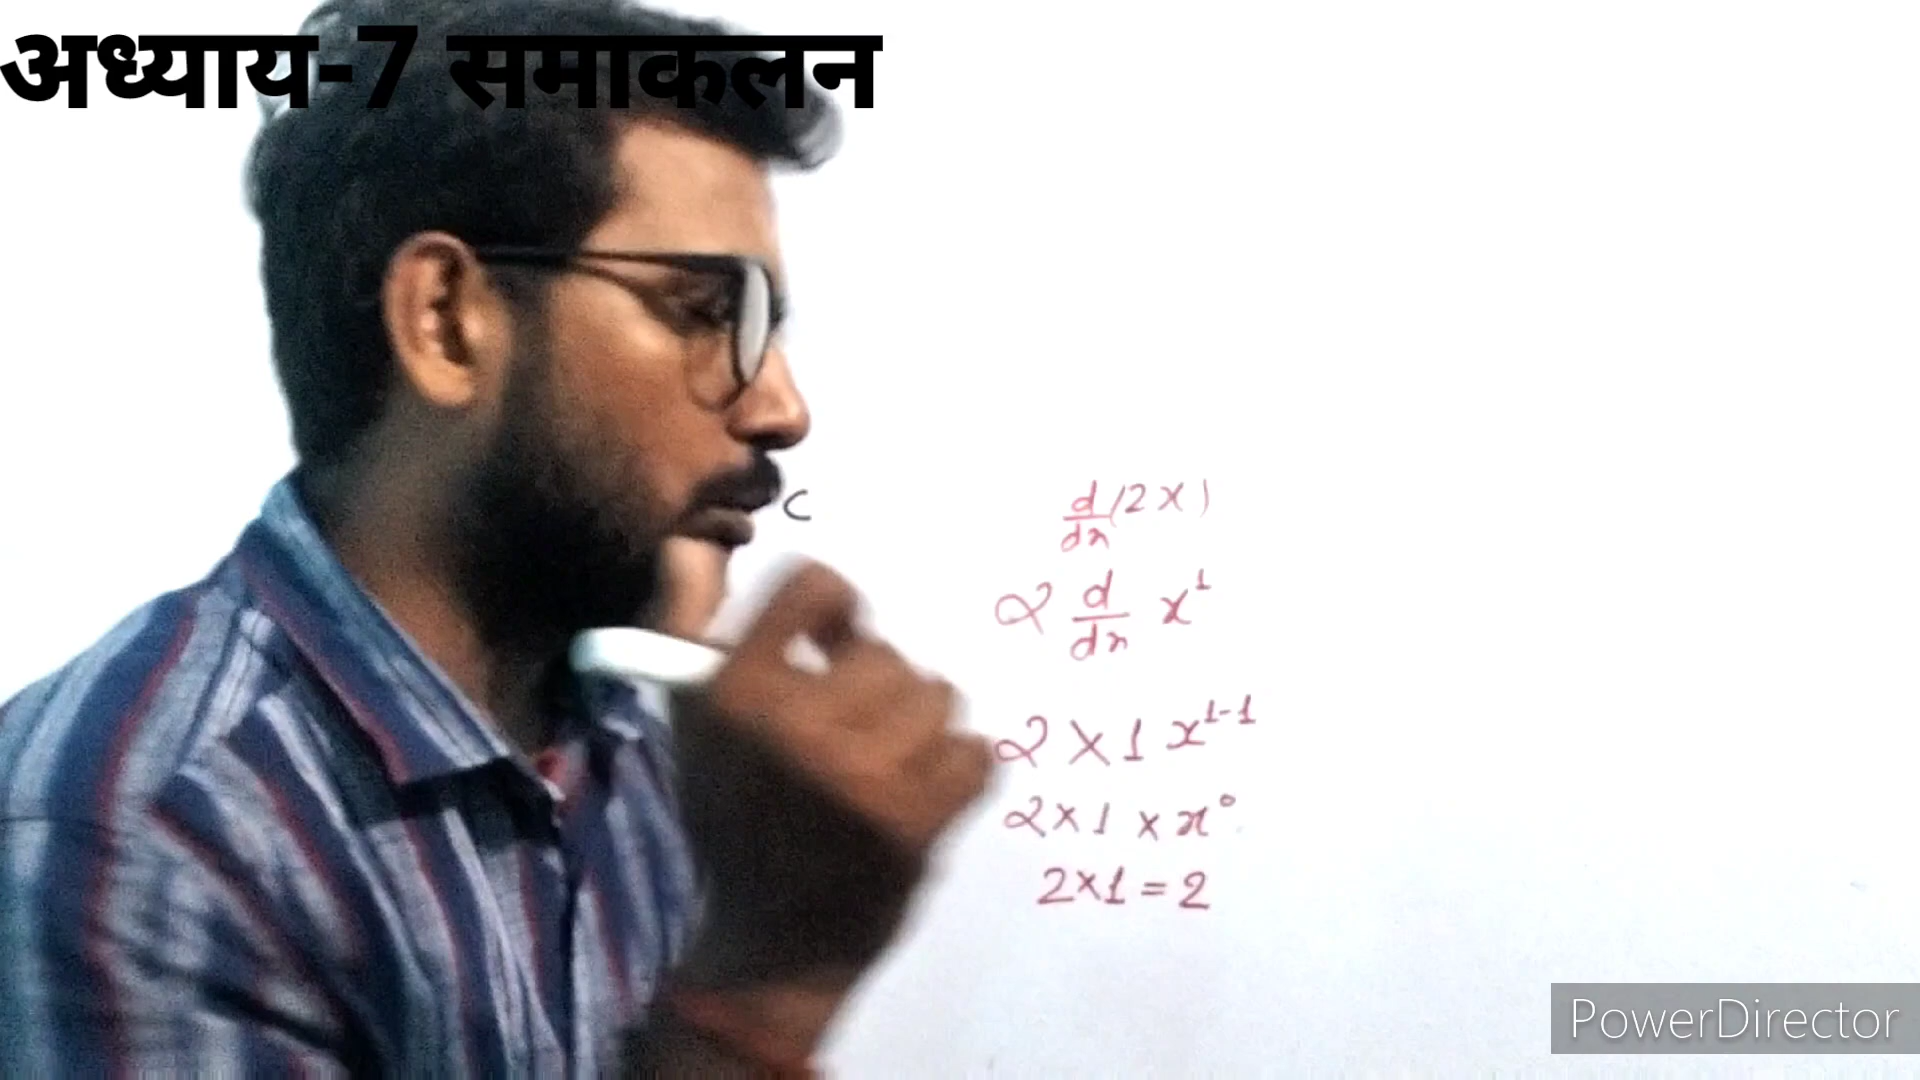 अध्याय-7 समाकलन
C
d/dx (2x)
2 d/dx x¹
2 × 1 x¹⁻¹
2 × 1 × x⁰
2×1 = 2
PowerDirector